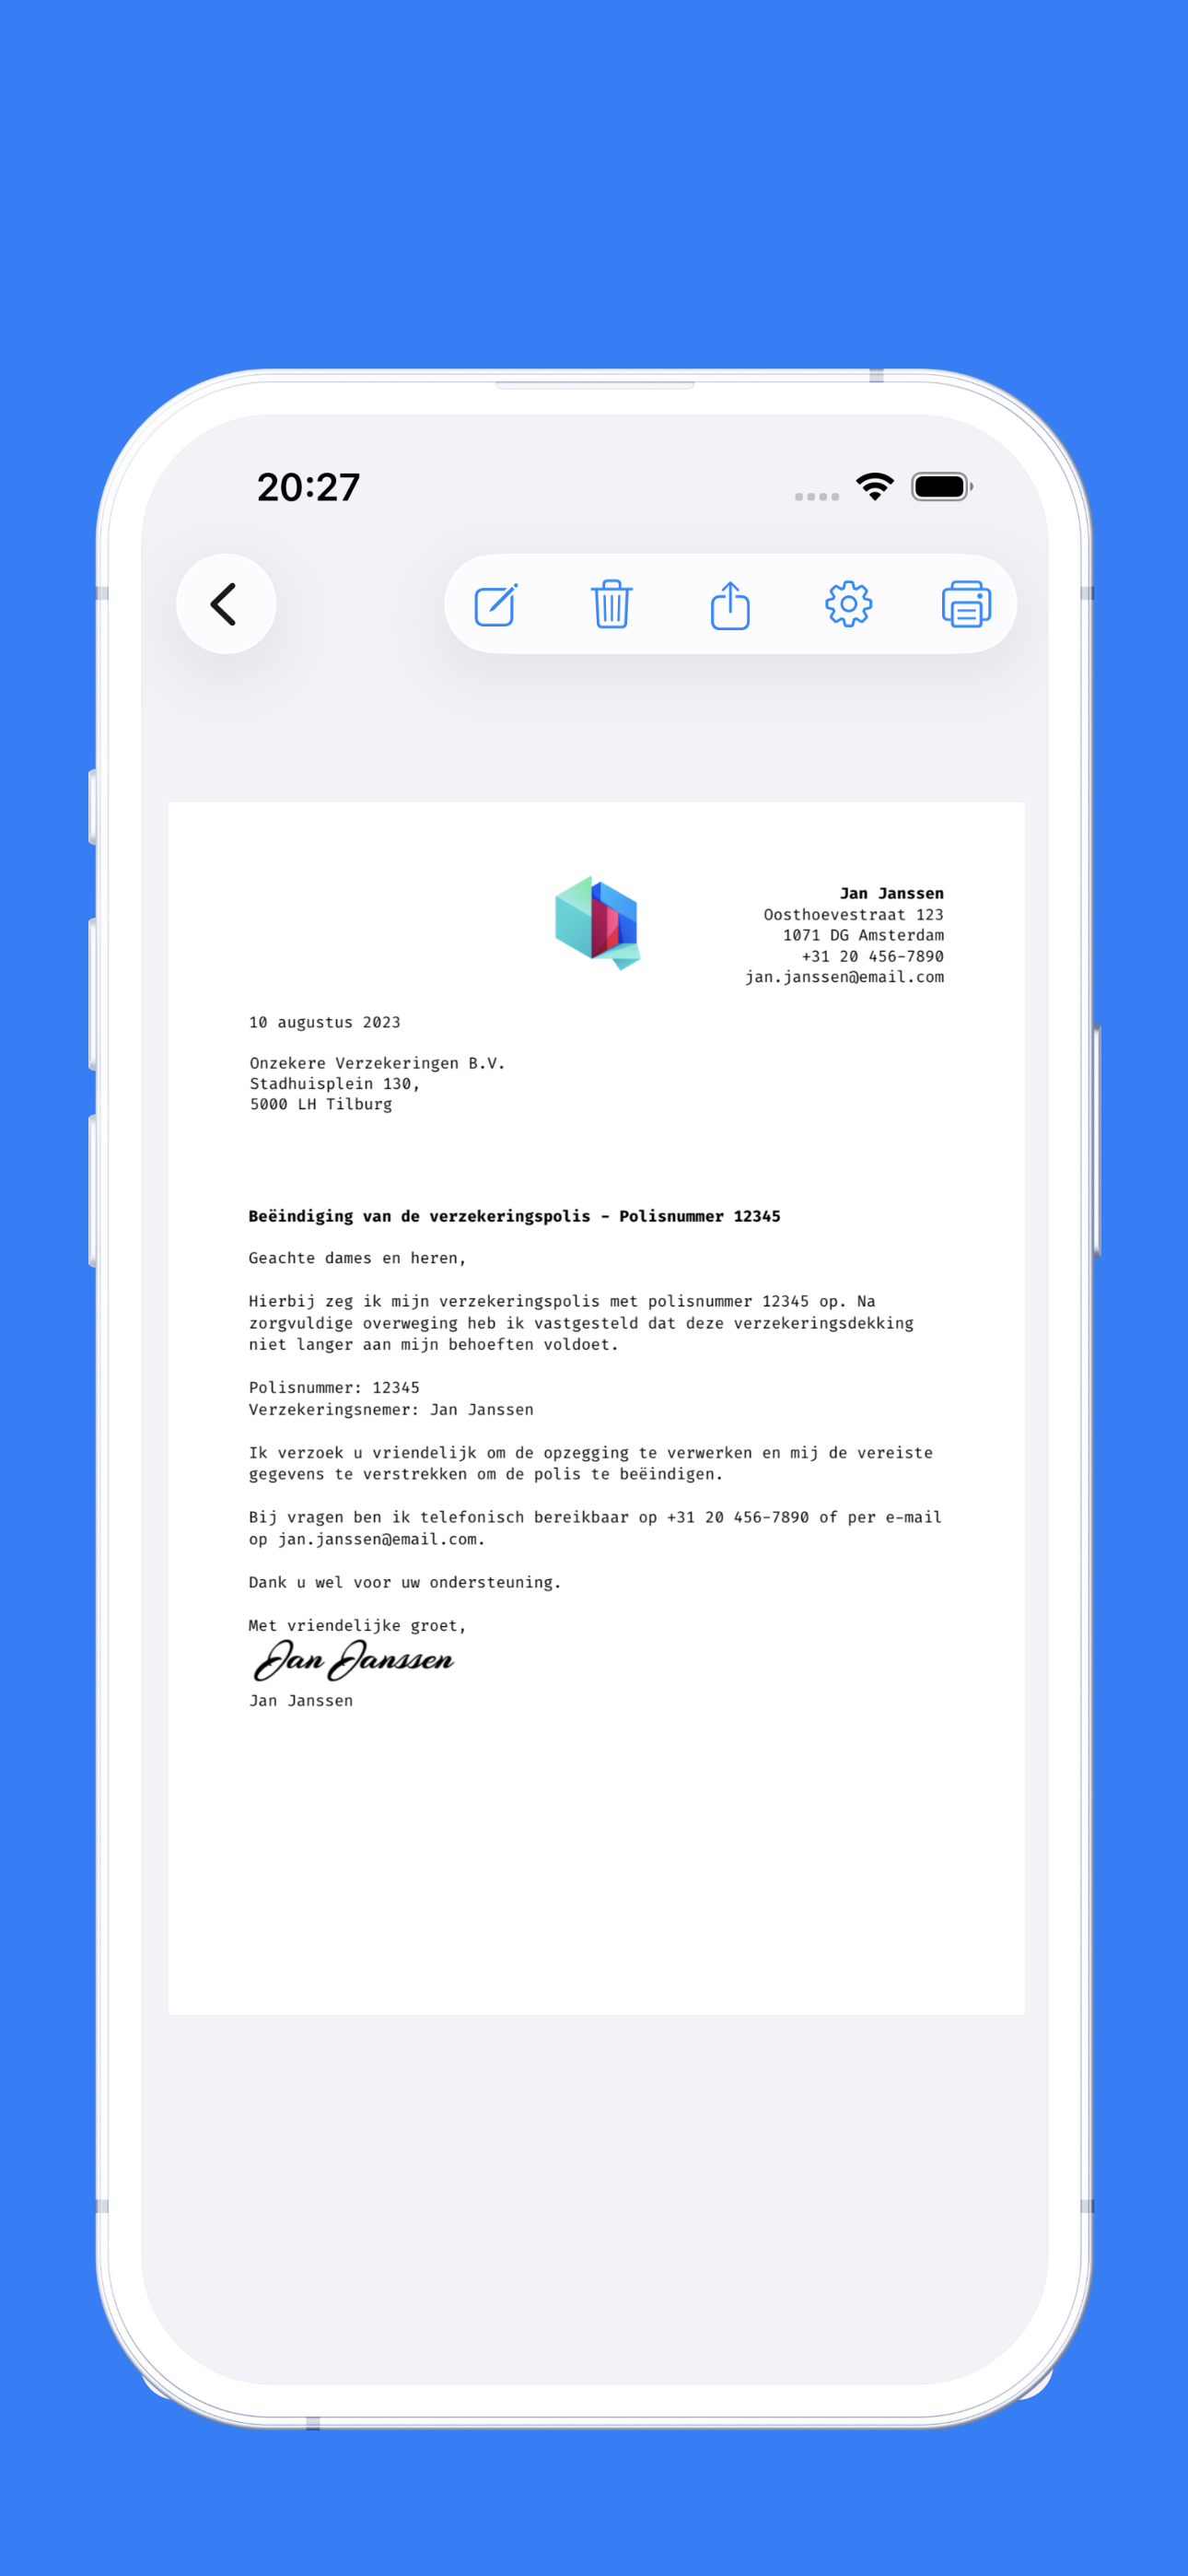 20:27
Jan Janssen
Oosthoevestraat 123
1071 DG Amsterdam
+31 20 456-7890
jan.janssen@email.com
10 augustus 2023
Onzekere Verzekeringen B.V.
Stadhuisplein 130,
5000 LH Tilburg
Beëindiging van de verzekeringspolis - Polisnummer 12345
Geachte dames en heren,
Hierbij zeg ik mijn verzekeringspolis met polisnummer 12345 op. Na
zorgvuldige overweging heb ik vastgesteld dat deze verzekeringsdekking
niet langer aan mijn behoeften voldoet.
Polisnummer: 12345
Verzekeringsnemer: Jan Janssen
Ik verzoek u vriendelijk om de opzegging te verwerken en mij de vereiste
gegevens te verstrekken om de polis te beëindigen.
Bij vragen ben ik telefonisch bereikbaar op +31 20 456-7890 of per e-mail
op jan.janssen@email.com.
Dank u wel voor uw ondersteuning.
Met vriendelijke groet,
Jan Janssen
Jan Janssen